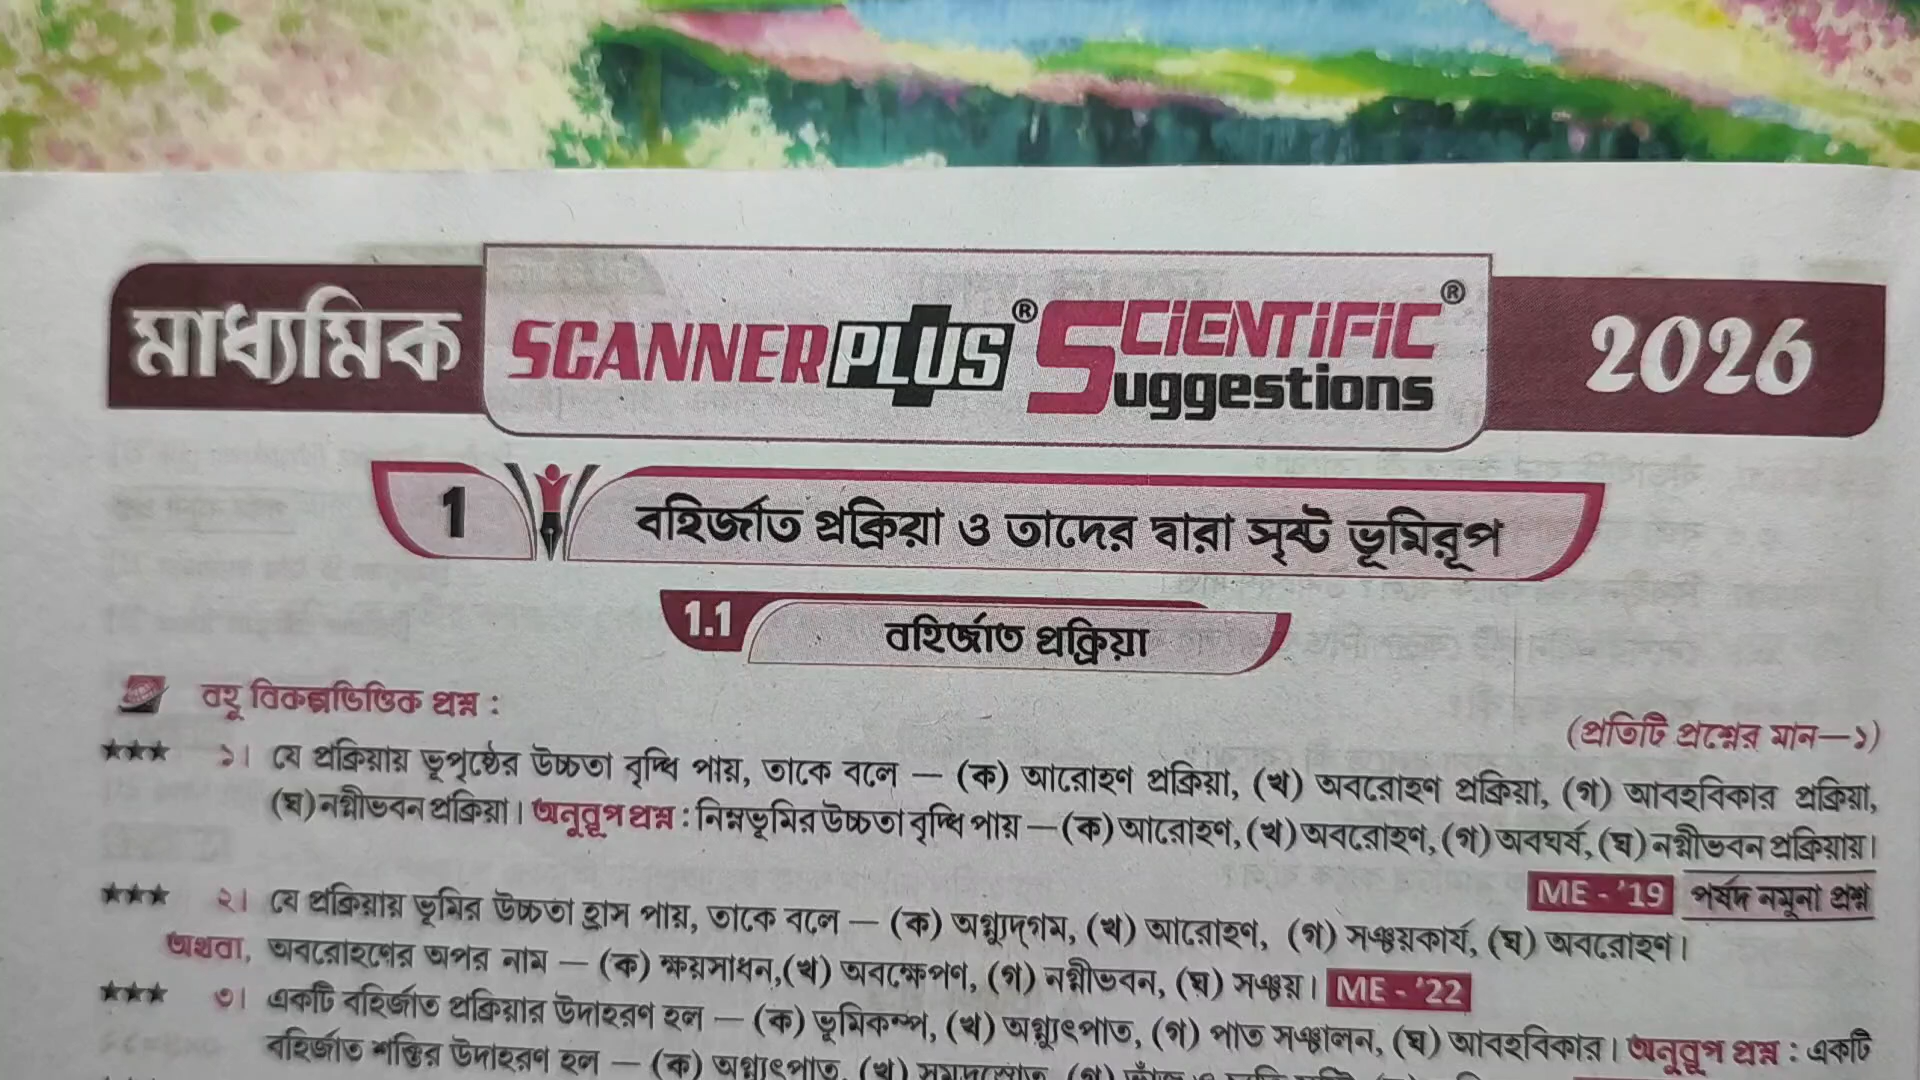 মাধ্যমিক SCANNER PLUS® SCIENTIFIC® Suggestions 2026
1 বহির্জাত প্রক্রিয়া ও তাদের দ্বারা সৃষ্ট ভূমিরূপ
1.1 বহির্জাত প্রক্রিয়া
বহু বিকল্পভিত্তিক প্রশ্ন :
(প্রতিটি প্রশ্নের মান—১)
★★★ ১। যে প্রক্রিয়ায় ভূপৃষ্ঠের উচ্চতা বৃদ্ধি পায়, তাকে বলে — (ক) আরোহণ প্রক্রিয়া, (খ) অবরোহণ প্রক্রিয়া, (গ) আবহবিকার প্রক্রিয়া,
(ঘ) নগ্নীভবন প্রক্রিয়া। অনুরূপ প্রশ্ন : নিম্নভূমির উচ্চতা বৃদ্ধি পায় — (ক) আরোহণ, (খ) অবরোহণ, (গ) অবঘর্ষ, (ঘ) নগ্নীভবন প্রক্রিয়ায়।
ME - '19 পর্ষদ নমুনা প্রশ্ন
★★★ ২। যে প্রক্রিয়ায় ভূমির উচ্চতা হ্রাস পায়, তাকে বলে — (ক) অগ্ন্যুদ্‌গম, (খ) আরোহণ, (গ) সঞ্চয়কার্য, (ঘ) অবরোহণ।
অথবা, অবরোহণের অপর নাম — (ক) ক্ষয়সাধন, (খ) অবক্ষেপণ, (গ) নগ্নীভবন, (ঘ) সঞ্চয়। ME - '22
★★★ ৩। একটি বহির্জাত প্রক্রিয়ার উদাহরণ হল — (ক) ভূমিকম্প, (খ) অগ্ন্যুৎপাত, (গ) পাত সঞ্চালন, (ঘ) আবহবিকার। অনুরূপ প্রশ্ন : একটি
বহির্জাত শক্তির উদাহরণ হল — (ক) অগ্ন্যুৎপাত, (খ) সমুদ্রস্রোত, (গ)